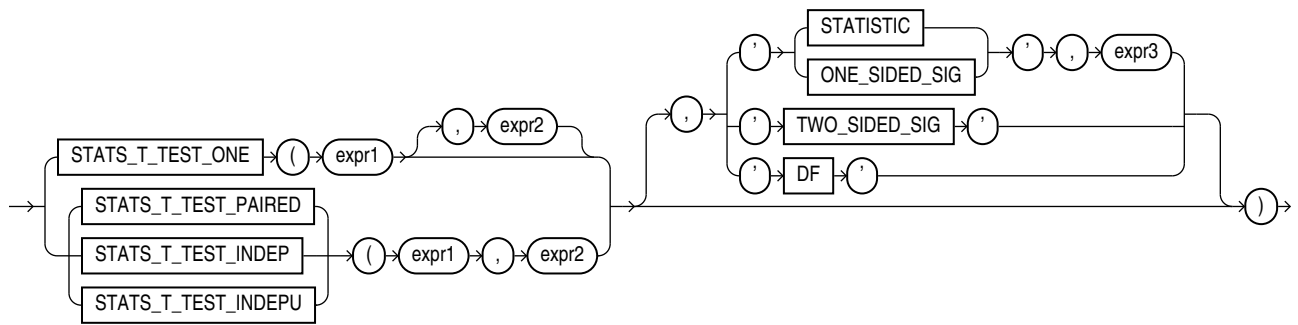 STATISTIC
' ' , expr3
ONE_SIDED_SIG
, expr2
, ' TWO_SIDED_SIG '
STATS_T_TEST_ONE ( expr1
' DF '
STATS_T_TEST_PAIRED
)
STATS_T_TEST_INDEP ( expr1 , expr2
STATS_T_TEST_INDEPU